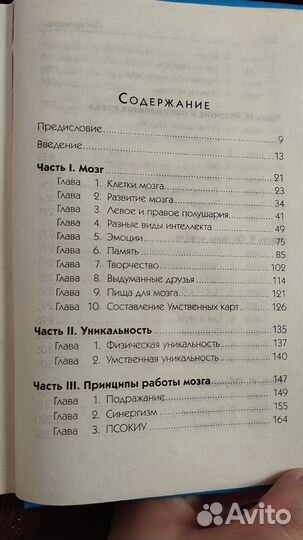 Содержание
Предисловие 9
Введение 13
Часть I. Мозг 21
Глава 1. Клетки мозга 23
Глава 2. Развитие мозга 34
Глава 3. Левое и правое полушария 41
Глава 4. Разные виды интеллекта 49
Глава 5. Эмоции 75
Глава 6. Память 85
Глава 7. Творчество 102
Глава 8. Выдуманные друзья 114
Глава 9. Пища для мозга 121
Глава 10. Составление Умственных карт 126
Часть II. Уникальность 135
Глава 1. Физическая уникальность 137
Глава 2. Умственная уникальность 140
Часть III. Принципы работы мозга 147
Глава 1. Подражание 149
Глава 2. Синергизм 155
Глава 3. ПСОКИУ 164
Avito